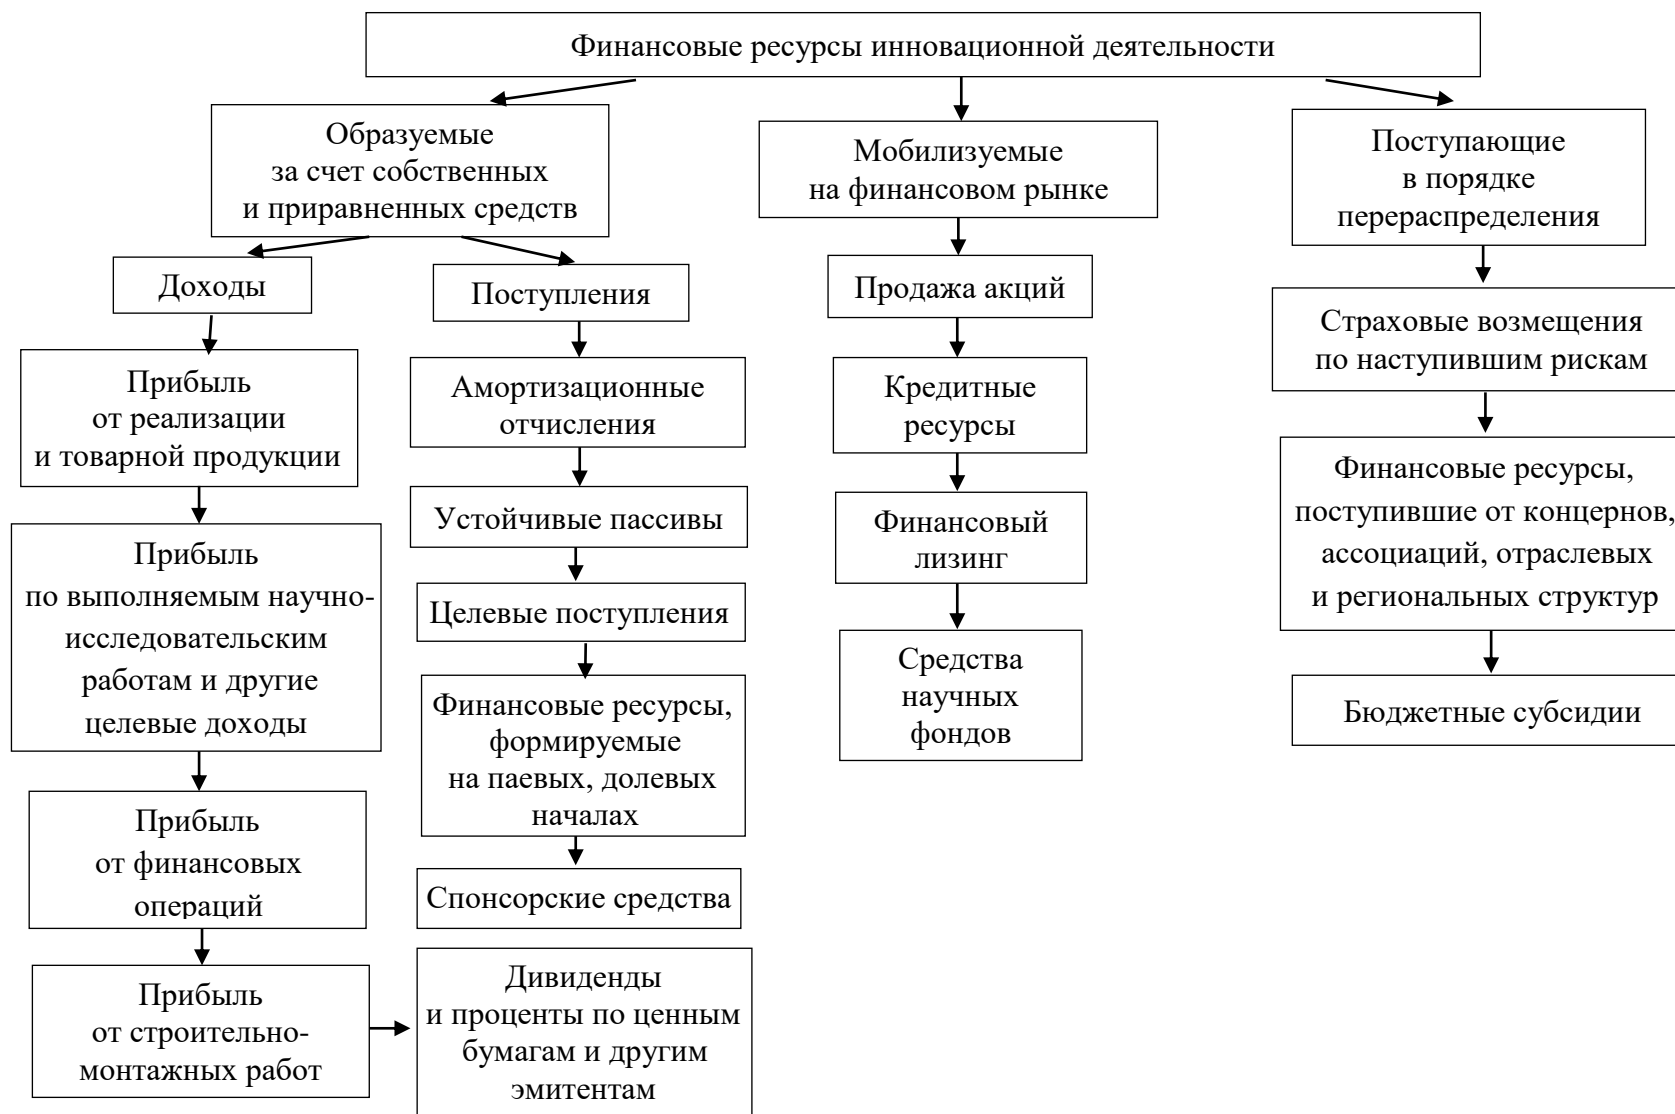 Финансовые ресурсы инновационной деятельности
Образуемые
за счет собственных
и приравненных средств
Мобилизуемые
на финансовом рынке
Поступающие
в порядке
перераспределения
Доходы
Поступления
Продажа акций
Страховые возмещения
по наступившим рискам
Прибыль
от реализации
и товарной продукции
Амортизационные
отчисления
Кредитные
ресурсы
Финансовые ресурсы,
поступившие от концернов,
ассоциаций, отраслевых
и региональных структур
Прибыль
по выполняемым научно-
исследовательским
работам и другие
целевые доходы
Устойчивые пассивы
Финансовый
лизинг
Целевые поступления
Средства
научных
фондов
Бюджетные субсидии
Финансовые ресурсы,
формируемые
на паевых, долевых
началах
Прибыль
от финансовых
операций
Спонсорские средства
Прибыль
от строительно-
монтажных работ
Дивиденды
и проценты по ценным
бумагам и другим
эмитентам